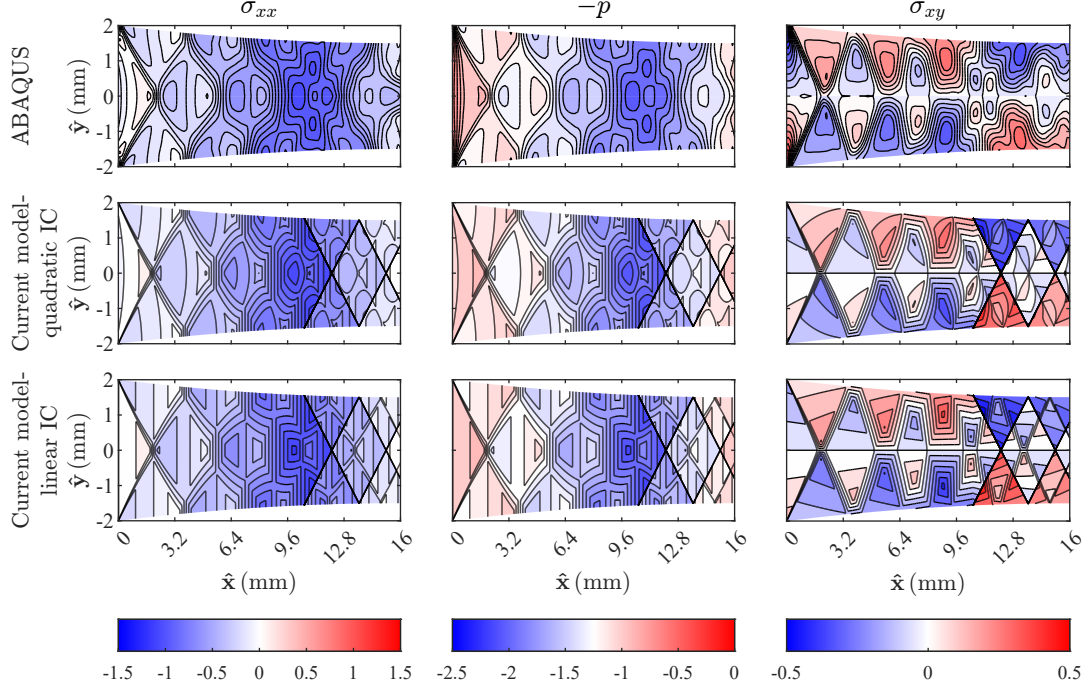 σxx −p σxy
ABAQUS
ŷ (mm)
2
1
0
-1
-2
Current model-
quadratic IC
ŷ (mm)
2
1
0
-1
-2
Current model-
linear IC
ŷ (mm)
2
1
0
-1
-2
0 3.2 6.4 9.6 12.8 16 0 3.2 6.4 9.6 12.8 16 0 3.2 6.4 9.6 12.8 16
x̂ (mm) x̂ (mm) x̂ (mm)
-1.5 -1 -0.5 0 0.5 1 1.5 -2.5 -2 -1.5 -1 -0.5 0 -0.5 0 0.5